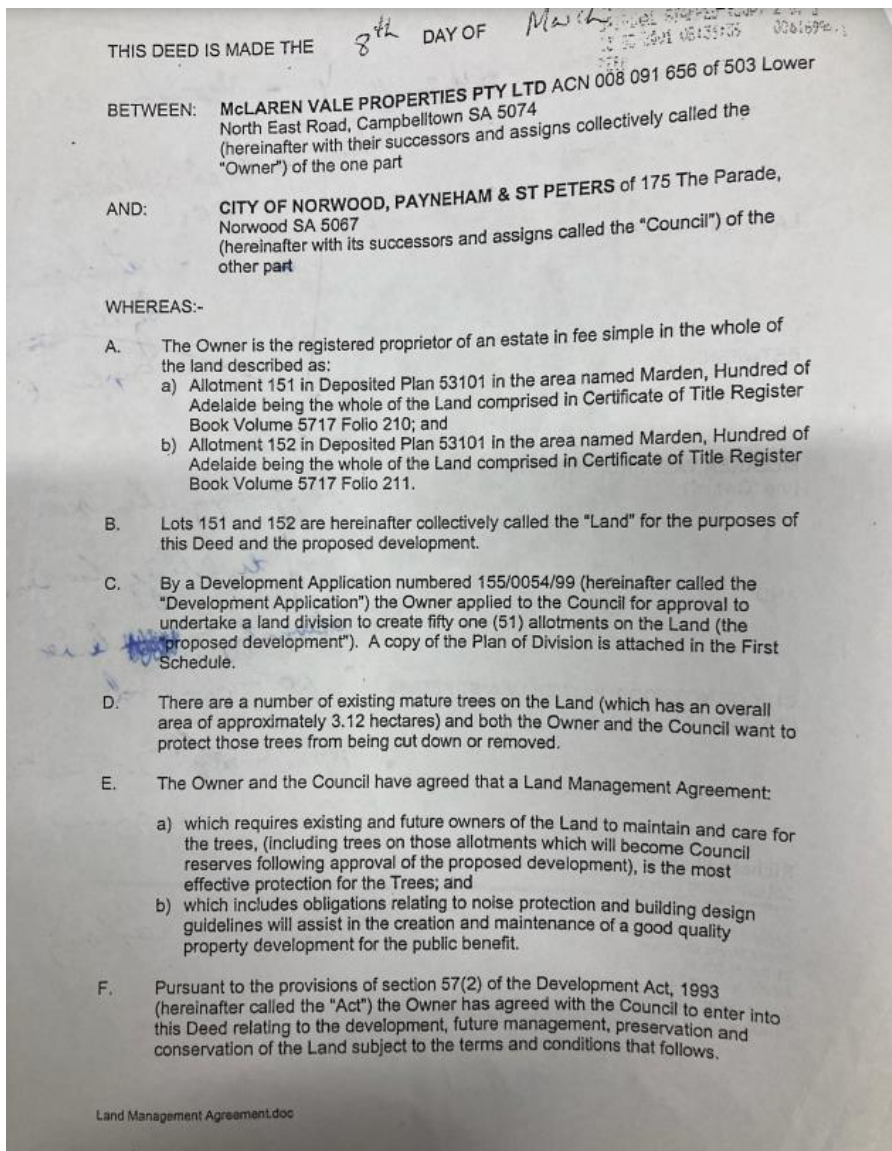 THIS DEED IS MADE THE 8th DAY OF March
BETWEEN: McLAREN VALE PROPERTIES PTY LTD ACN 008 091 656 of 503 Lower
North East Road, Campbelltown SA 5074
(hereinafter with their successors and assigns collectively called the
"Owner") of the one part
AND: CITY OF NORWOOD, PAYNEHAM & ST PETERS of 175 The Parade,
Norwood SA 5067
(hereinafter with its successors and assigns called the "Council") of the
other part
WHEREAS:-
A. The Owner is the registered proprietor of an estate in fee simple in the whole of
the land described as:
a) Allotment 151 in Deposited Plan 53101 in the area named Marden, Hundred of
Adelaide being the whole of the Land comprised in Certificate of Title Register
Book Volume 5717 Folio 210; and
b) Allotment 152 in Deposited Plan 53101 in the area named Marden, Hundred of
Adelaide being the whole of the Land comprised in Certificate of Title Register
Book Volume 5717 Folio 211.
B. Lots 151 and 152 are hereinafter collectively called the "Land" for the purposes of
this Deed and the proposed development.
C. By a Development Application numbered 155/0054/99 (hereinafter called the
"Development Application") the Owner applied to the Council for approval to
undertake a land division to create fifty one (51) allotments on the Land (the
"proposed development"). A copy of the Plan of Division is attached in the First
Schedule.
D. There are a number of existing mature trees on the Land (which has an overall
area of approximately 3.12 hectares) and both the Owner and the Council want to
protect those trees from being cut down or removed.
E. The Owner and the Council have agreed that a Land Management Agreement:
a) which requires existing and future owners of the Land to maintain and care for
the trees, (including trees on those allotments which will become Council
reserves following approval of the proposed development), is the most
effective protection for the Trees; and
b) which includes obligations relating to noise protection and building design
guidelines will assist in the creation and maintenance of a good quality
property development for the public benefit.
F. Pursuant to the provisions of section 57(2) of the Development Act, 1993
(hereinafter called the "Act") the Owner has agreed with the Council to enter into
this Deed relating to the development, future management, preservation and
conservation of the Land subject to the terms and conditions that follows.
Land Management Agreement.doc